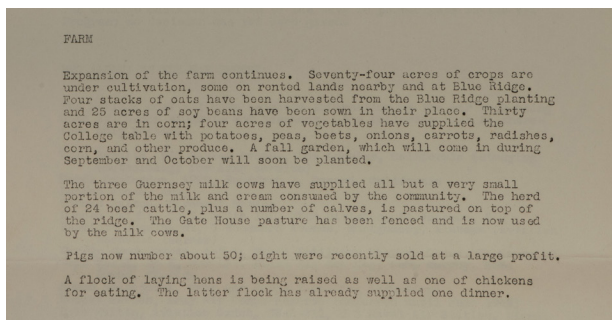 FARM
Expansion of the farm continues. Seventy-four acres of crops are
under cultivation, some on rented lands nearby and at Blue Ridge.
Four stacks of oats have been harvested from the Blue Ridge planting
and 25 acres of soy beans have been sown in their place. Thirty
acres are in corn; four acres of vegetables have supplied the
College table with potatoes, peas, beets, onions, carrots, radishes,
corn, and other produce. A fall garden, which will come in during
September and October will soon be planted.
The three Guernsey milk cows have supplied all but a very small
portion of the milk and cream consumed by the community. The herd
of 24 beef cattle, plus a number of calves, is pastured on top of
the ridge. The Gate House pasture has been fenced and is now used
by the milk cows.
Pigs now number about 50; eight were recently sold at a large profit.
A flock of laying hens is being raised as well as one of chickens
for eating. The latter flock has already supplied one dinner.